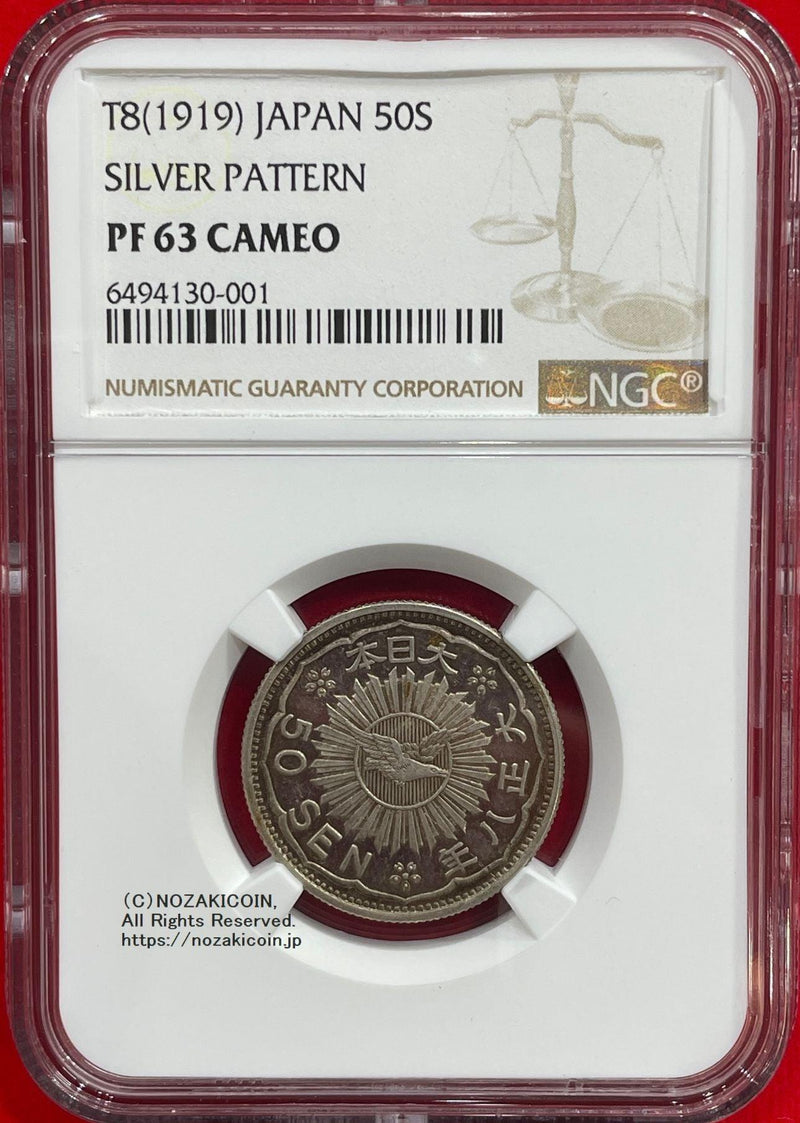 T8(1919) JAPAN 50S
SILVER PATTERN
PF 63 CAMEO
6494130-001
NUMISMATIC GUARANTY CORPORATION
NGC®
本日大
大正八年
50 SEN
(C)NOZAKICOIN,
All Rights Reserved.
https://nozakicoin.jp